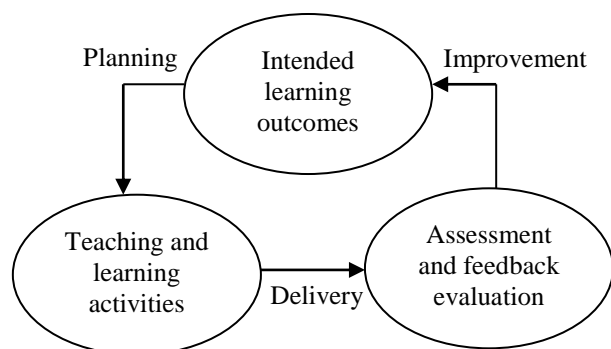 Planning
Intended
learning
outcomes
Improvement
Teaching and
learning
activities
Delivery
Assessment
and feedback
evaluation